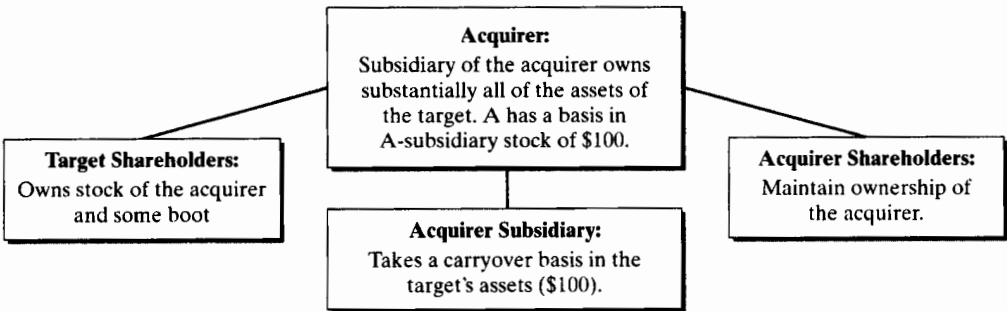 Acquirer:
Subsidiary of the acquirer owns
substantially all of the assets of
the target. A has a basis in
A-subsidiary stock of $100.
Target Shareholders:
Owns stock of the acquirer
and some boot
Acquirer Shareholders:
Maintain ownership of
the acquirer.
Acquirer Subsidiary:
Takes a carryover basis in the
target's assets ($100).